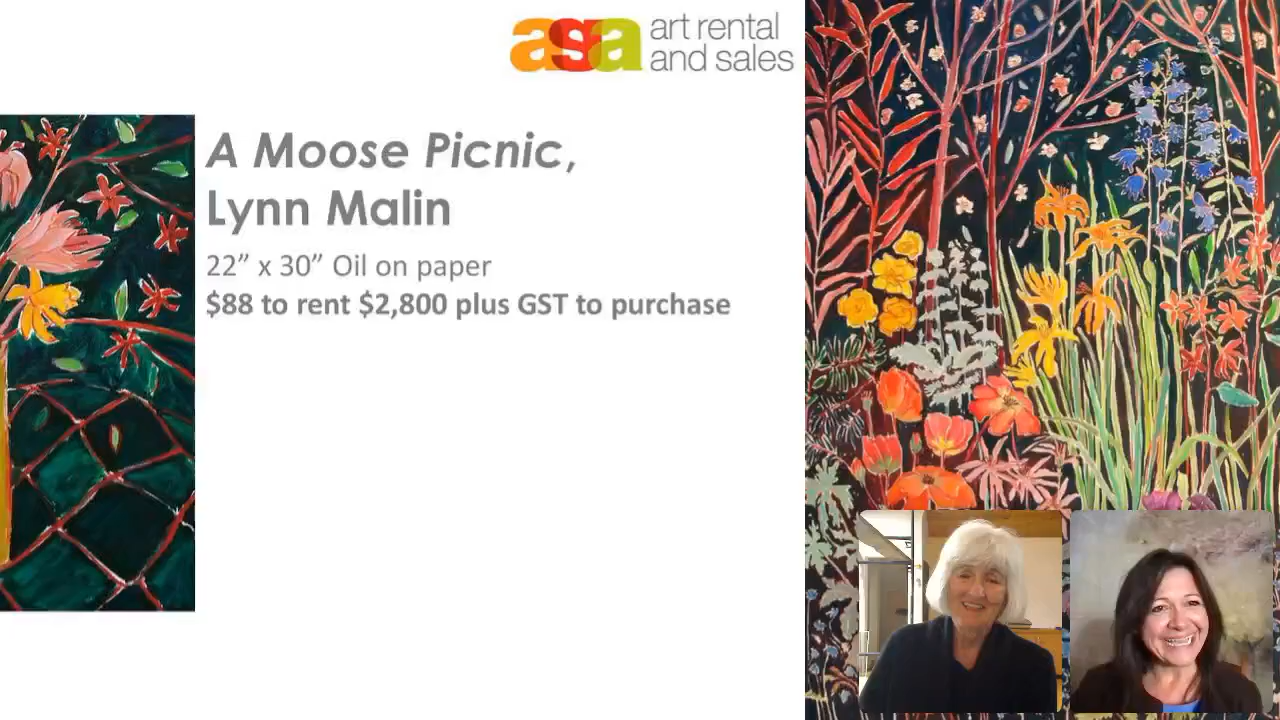 aga art rental
and sales
A Moose Picnic,
Lynn Malin
22” x 30” Oil on paper
$88 to rent $2,800 plus GST to purchase